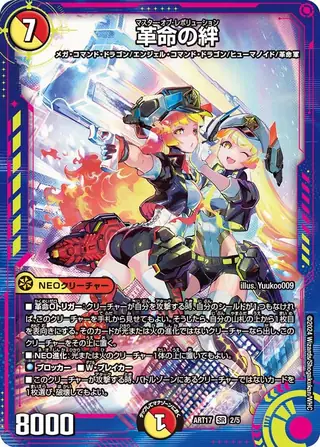 7
マスター・オブ・レボリューション
革命の絆
メガ・コマンド・ドラゴン/エンジェル・コマンド・ドラゴン/ヒューマノイド/革命軍
illus. Yuukoo009
NEOクリーチャー
■革命0トリガー:クリーチャーが自分を攻撃する時、自分のシールドが1つもなけれ
ば、このクリーチャーを手札から見せてもよい。そうしたら、自分の山札の上から1枚目
を表向きにする。そのカードが光または火の進化ではないクリーチャーなら出し、この
クリーチャーをその上に置く。
■NEO進化:光または火のクリーチャー1体の上に置いてもよい。
■ブロッカー ■W・ブレイカー
■このクリーチャーが攻撃する時、バトルゾーンにあるクリーチャーではないカードを
1枚選び、破壊してもよい。
8000
1
ART17 SR 2/5